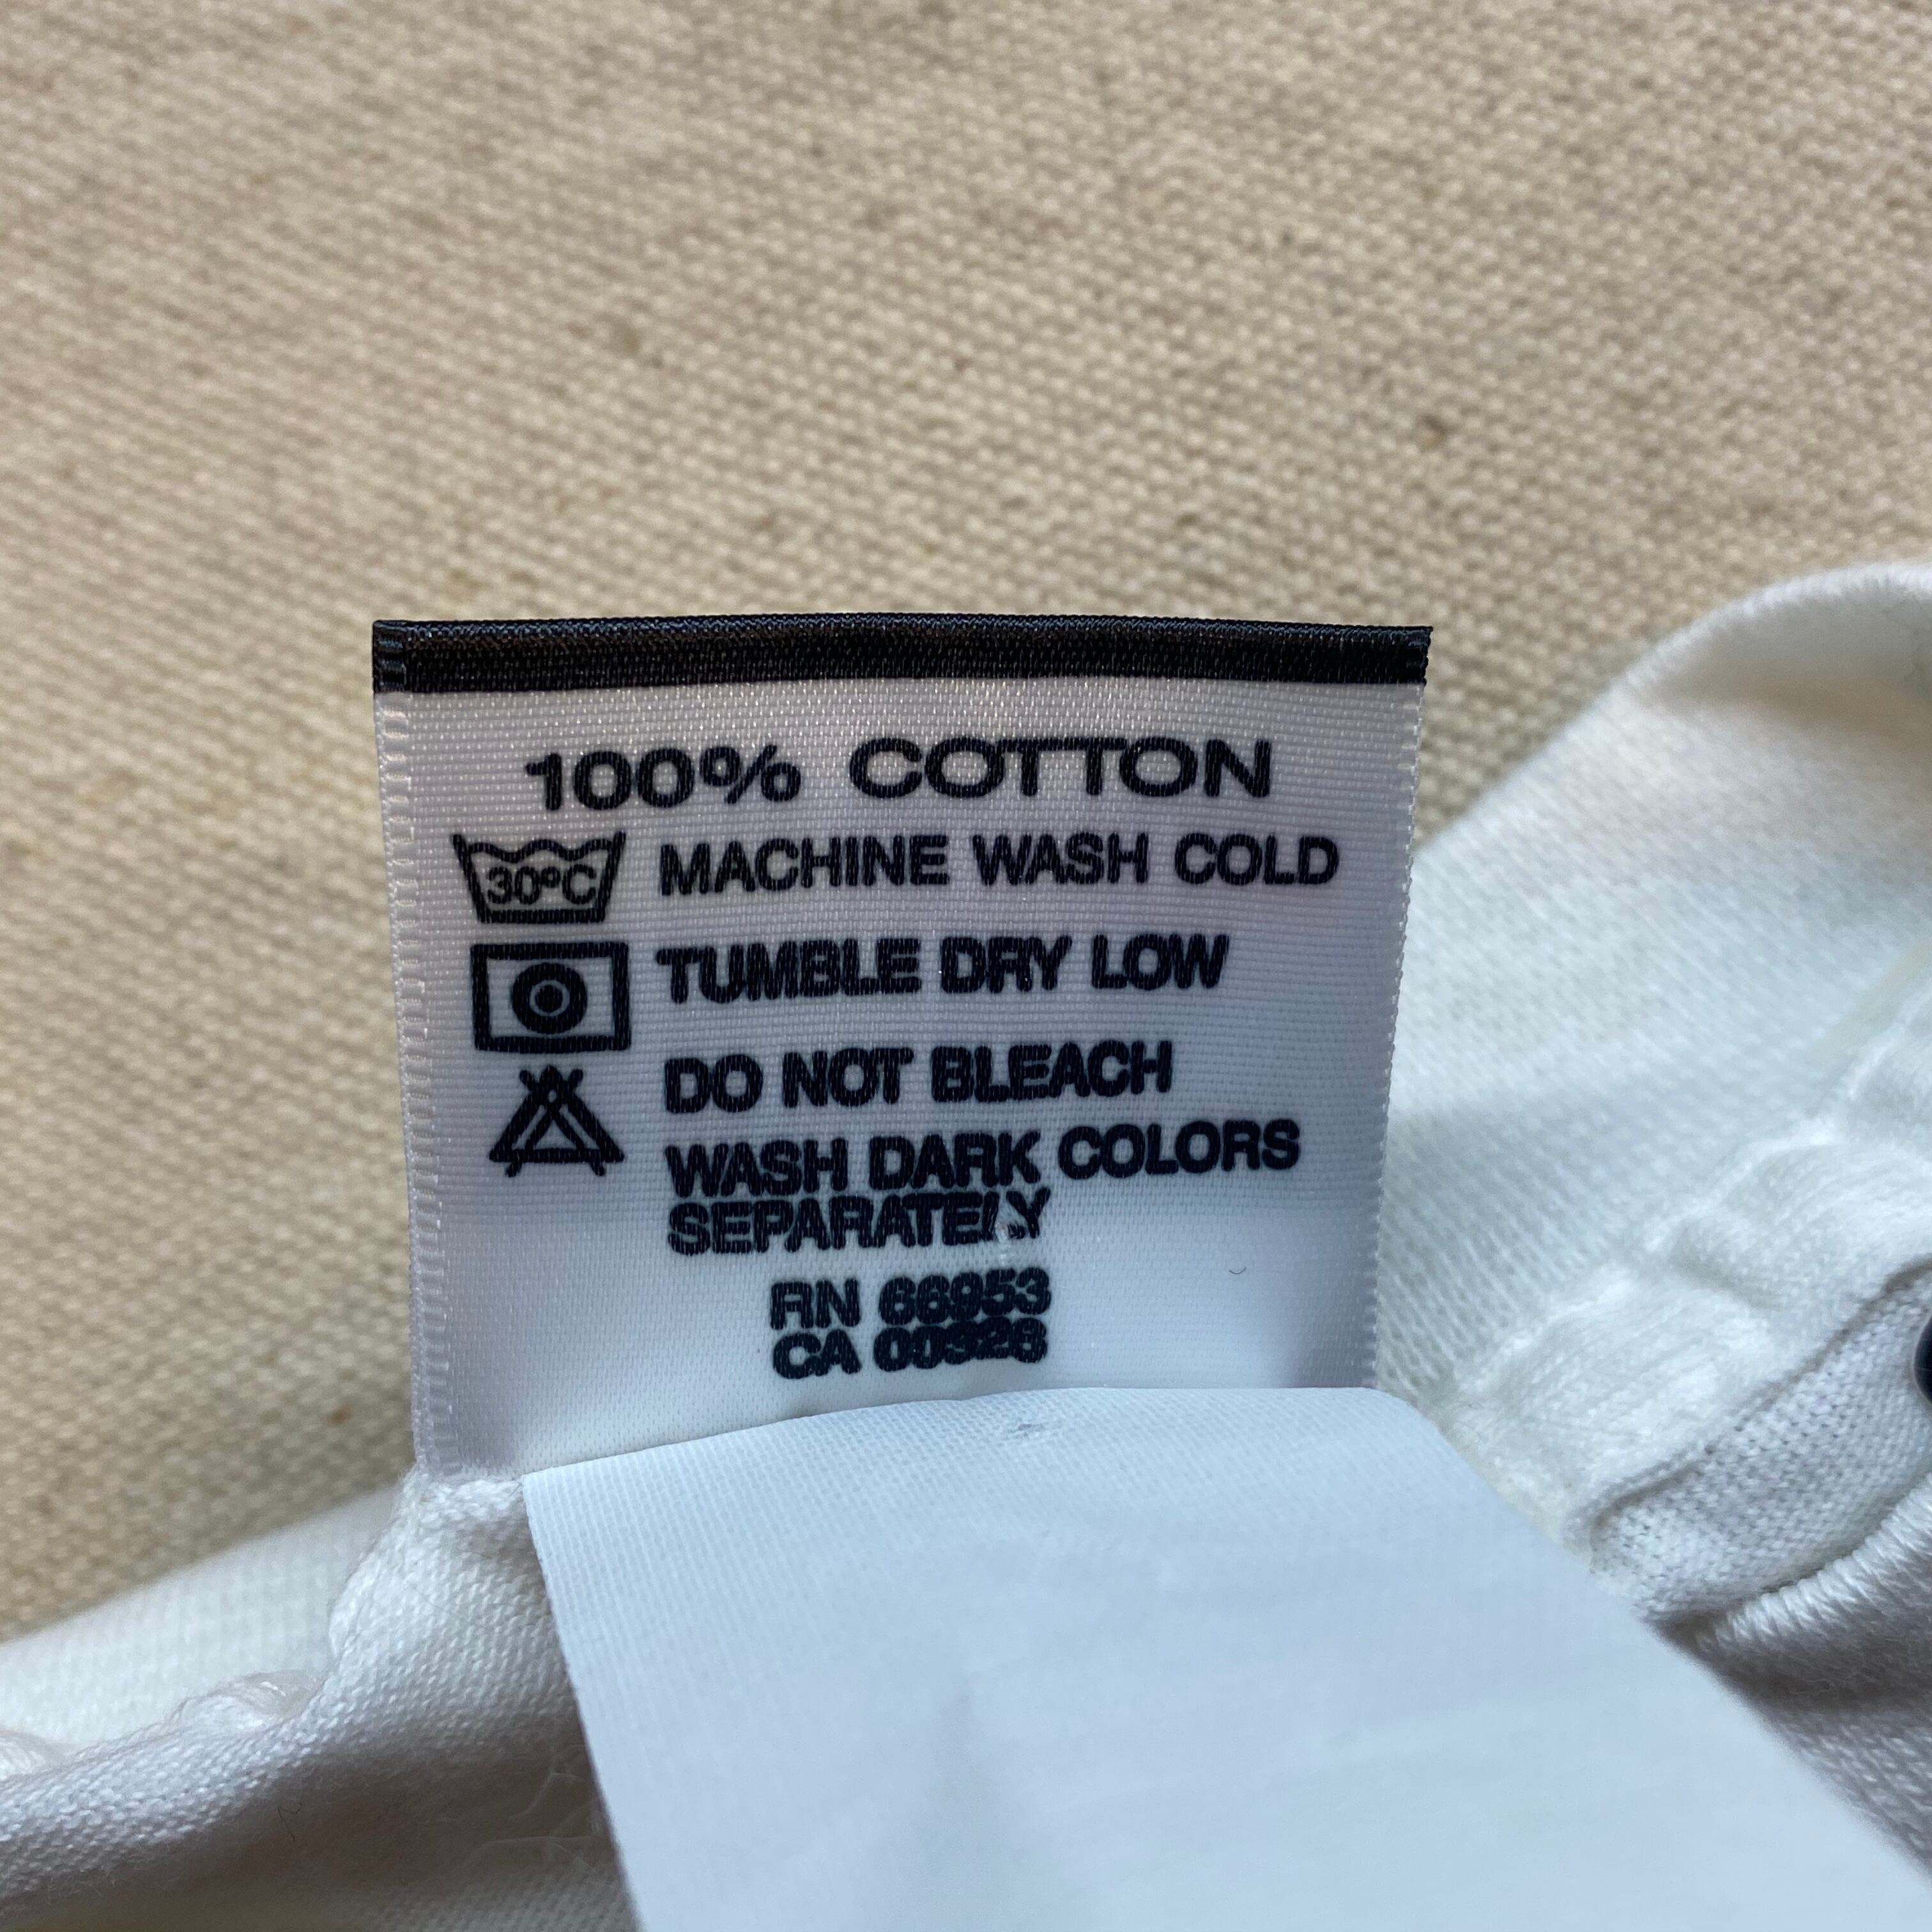 100% COTTON
30°C MACHINE WASH COLD
TUMBLE DRY LOW
DO NOT BLEACH
WASH DARK COLORS
SEPARATELY
RN 66953
CA 00326